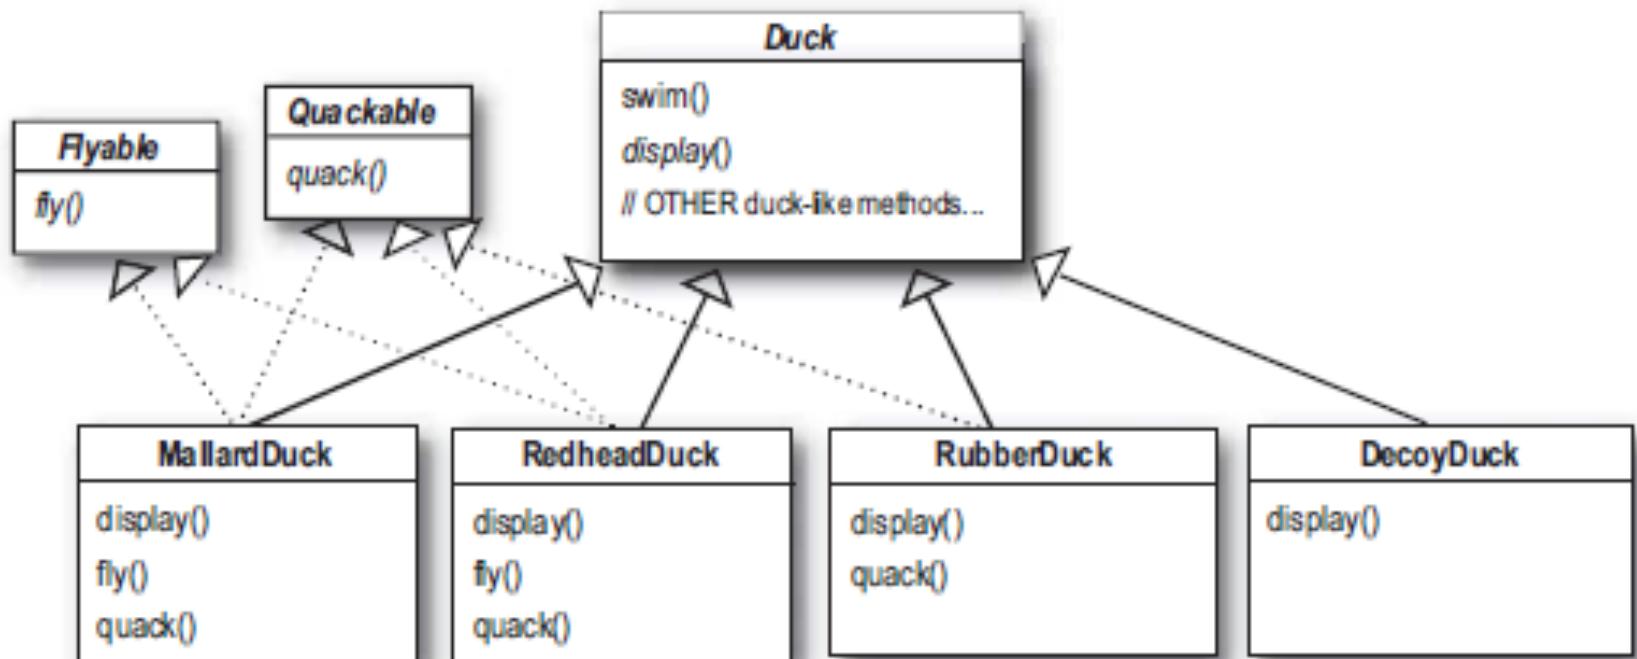 Duck
swim()
display()
// OTHER duck-like methods...
Quackable
quack()
Flyable
fly()
MallardDuck
display()
fly()
quack()
RedheadDuck
display()
fly()
quack()
RubberDuck
display()
quack()
DecoyDuck
display()